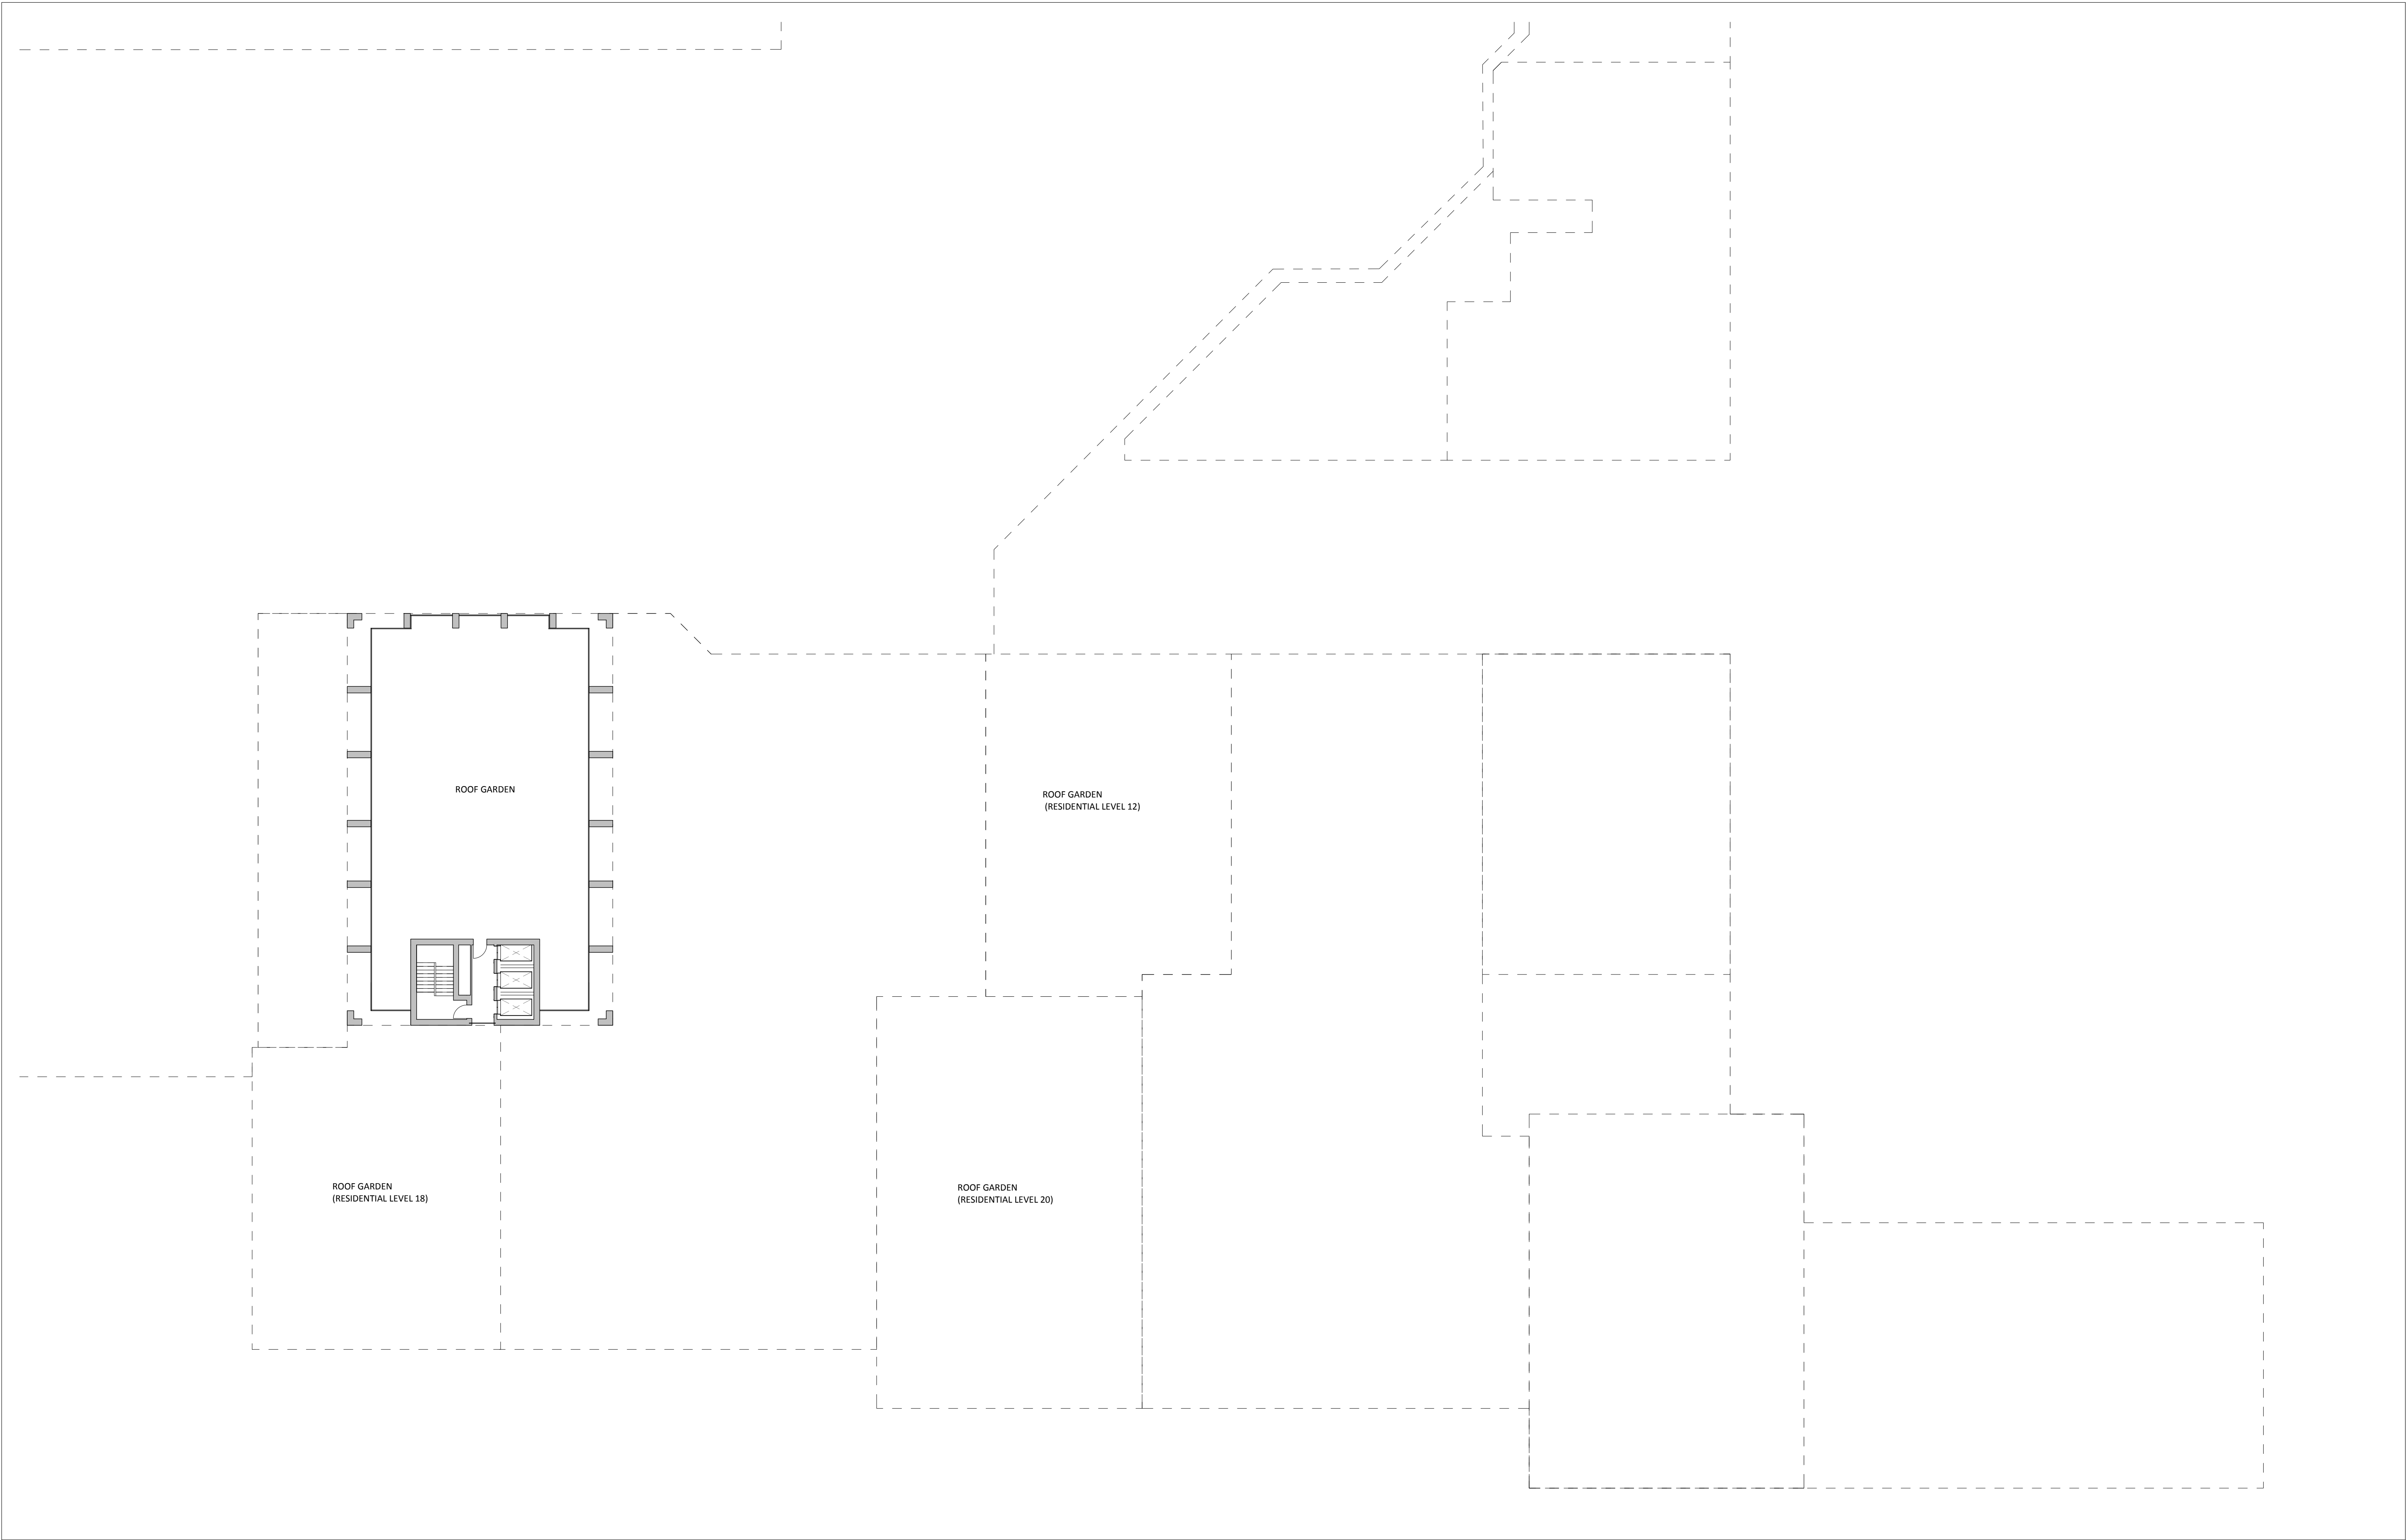 ROOF GARDEN
ROOF GARDEN
(RESIDENTIAL LEVEL 12)
ROOF GARDEN
(RESIDENTIAL LEVEL 18)
ROOF GARDEN
(RESIDENTIAL LEVEL 20)